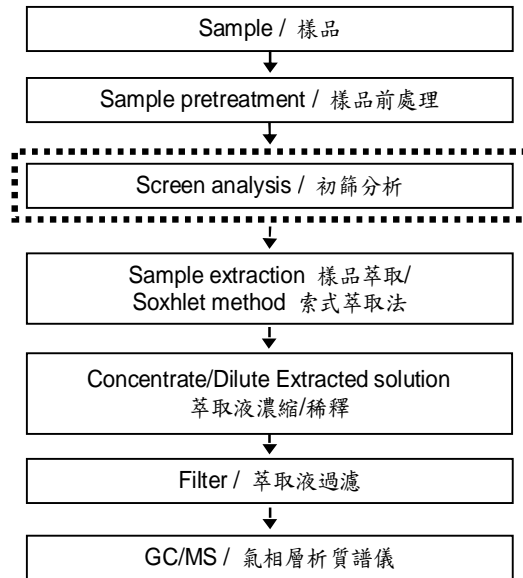 Sample / 樣品
Sample pretreatment / 樣品前處理
Screen analysis / 初篩分析
Sample extraction 樣品萃取/
Soxhlet method 索式萃取法
Concentrate/Dilute Extracted solution
萃取液濃縮/稀釋
Filter / 萃取液過濾
GC/MS / 氣相層析質譜儀